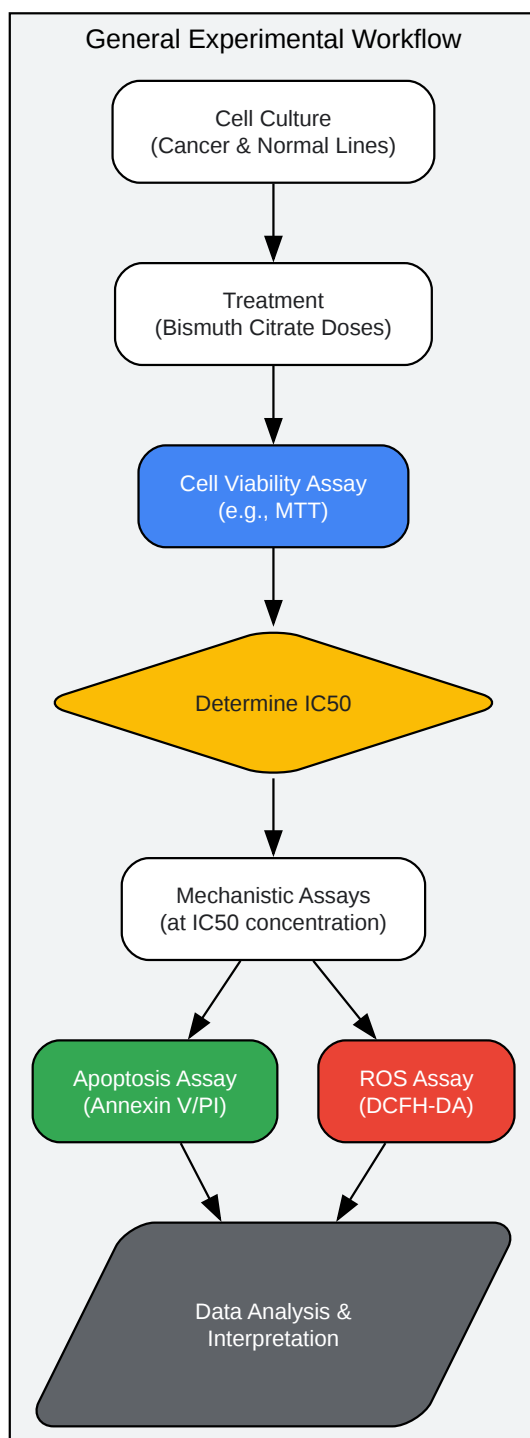 General Experimental Workflow
Cell Culture
(Cancer & Normal Lines)
Treatment
(Bismuth Citrate Doses)
Cell Viability Assay
(e.g., MTT)
Determine IC50
Mechanistic Assays
(at IC50 concentration)
Apoptosis Assay
(Annexin V/PI)
ROS Assay
(DCFH-DA)
Data Analysis &
Interpretation